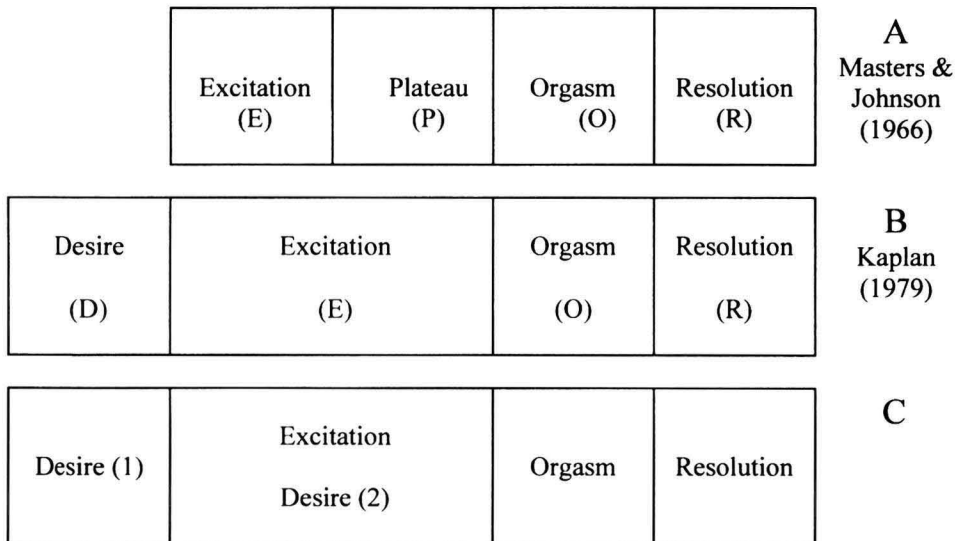 Excitation
(E)
Plateau
(P)
Orgasm
(O)
Resolution
(R)
A
Masters &
Johnson
(1966)
Desire
(D)
Excitation
(E)
Orgasm
(O)
Resolution
(R)
B
Kaplan
(1979)
Desire (1)
Excitation
Desire (2)
Orgasm
Resolution
C